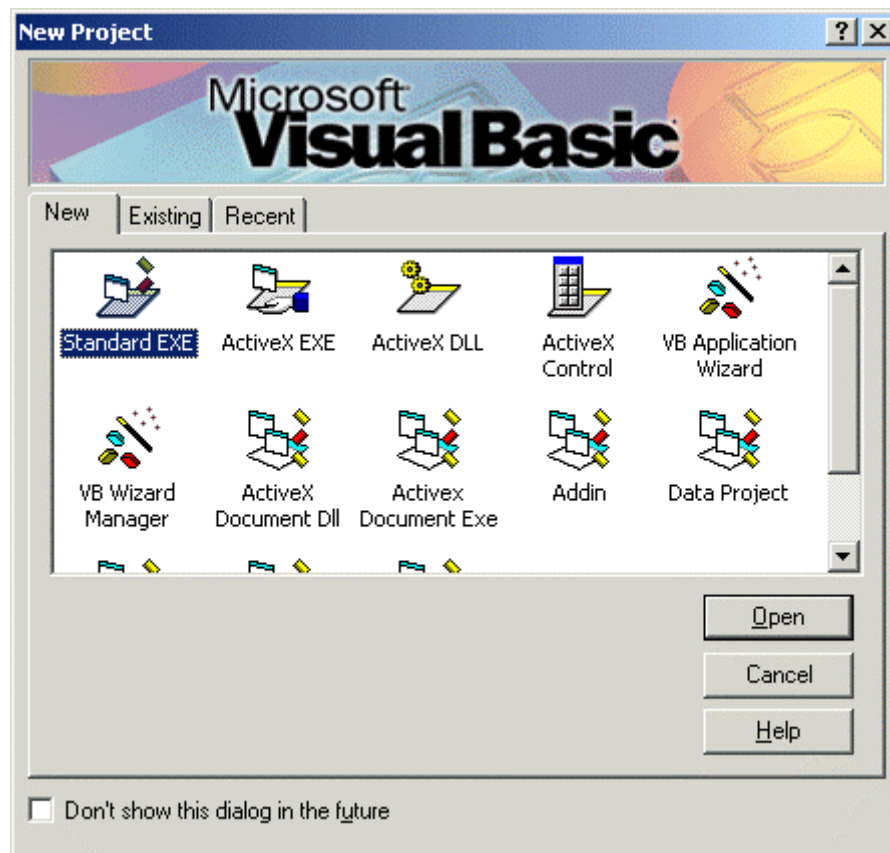 New Project
Microsoft
Visual Basic
New
Existing
Recent
Standard EXE
ActiveX EXE
ActiveX DLL
ActiveX
Control
VB Application
Wizard
VB Wizard
Manager
ActiveX
Document Dll
Activex
Document Exe
Addin
Data Project
Open
Cancel
Help
Don't show this dialog in the future